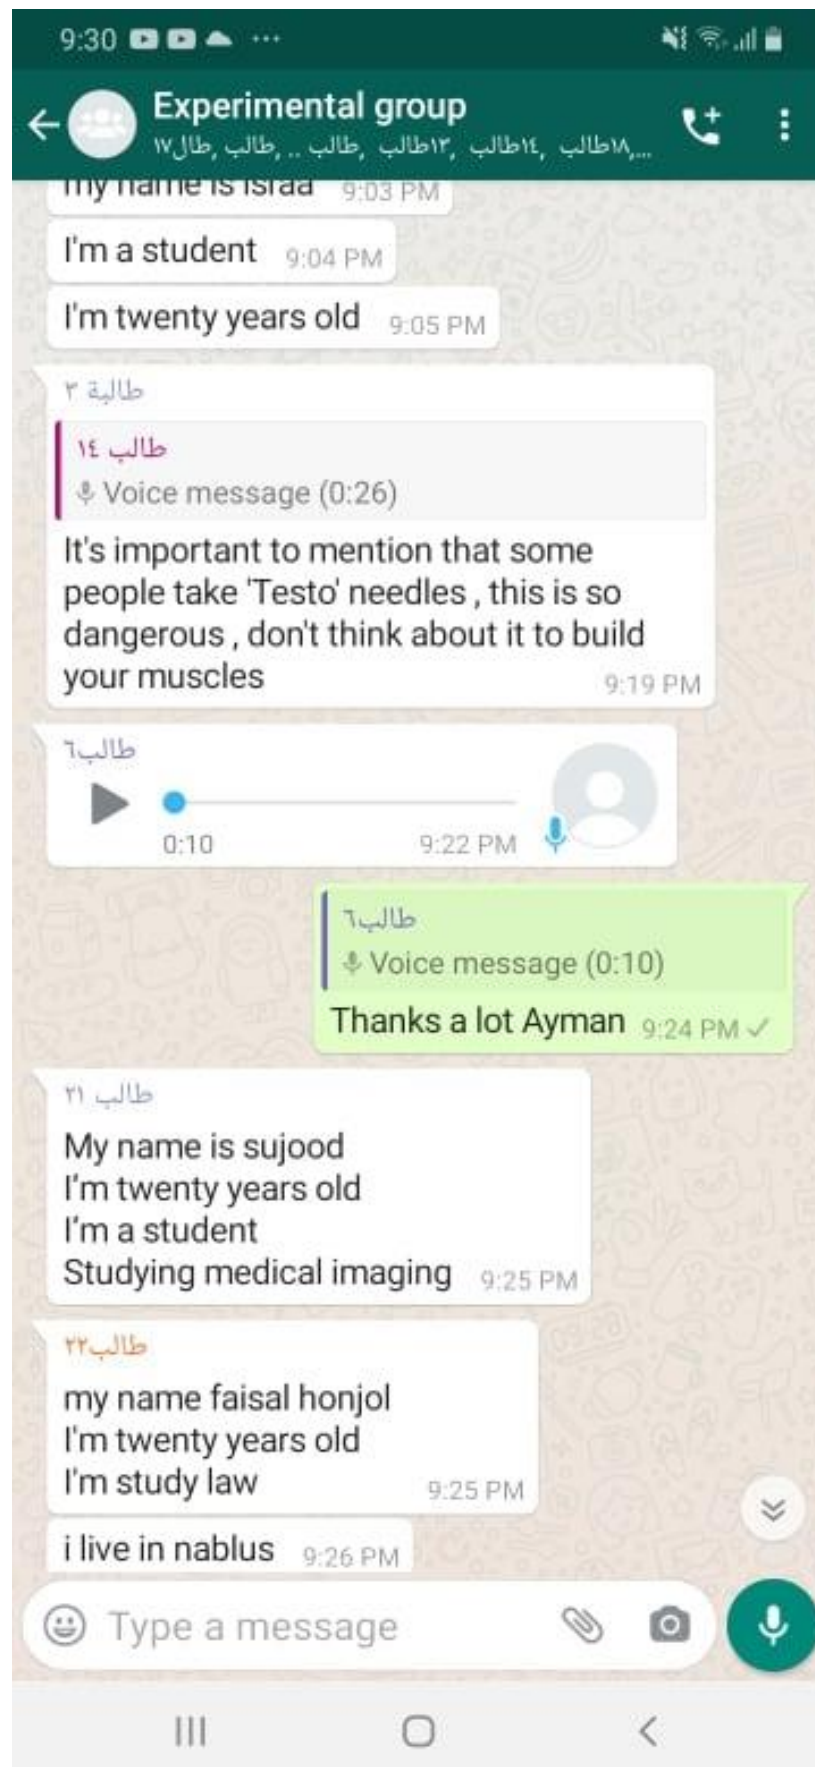 9:30
Experimental group
١٨طالب, ١٤طالب, ١٣طالب, طالب .., طالب, طال١٧,...
my name is israa 9:03 PM
I'm a student 9:04 PM
I'm twenty years old 9:05 PM
طالبة ٣
طالب ١٤
Voice message (0:26)
It's important to mention that some
people take 'Testo' needles , this is so
dangerous , don't think about it to build
your muscles 9:19 PM
طالب٦
0:10 9:22 PM
طالب٦
Voice message (0:10)
Thanks a lot Ayman 9:24 PM
طالب ٢١
My name is sujood
I'm twenty years old
I'm a student
Studying medical imaging 9:25 PM
طالب٢٢
my name faisal honjol
I'm twenty years old
I'm study law 9:25 PM
i live in nablus 9:26 PM
Type a message